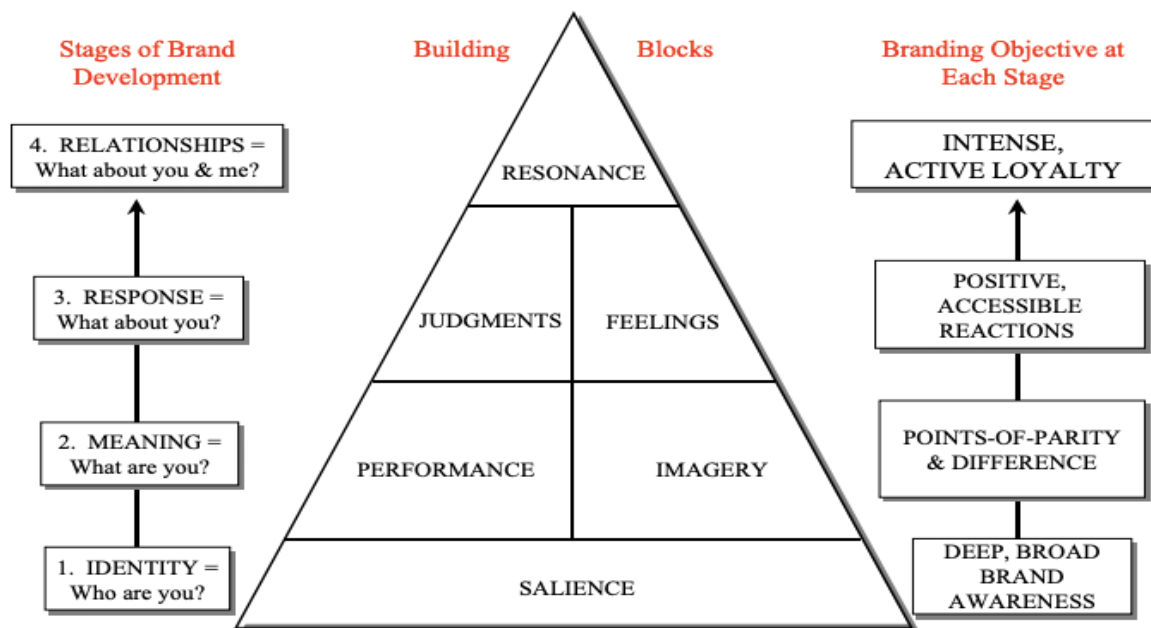 Stages of Brand
Development
Building
Blocks
Branding Objective at
Each Stage
4. RELATIONSHIPS =
What about you & me?
RESONANCE
INTENSE,
ACTIVE LOYALTY
3. RESPONSE =
What about you?
JUDGMENTS
FEELINGS
POSITIVE,
ACCESSIBLE
REACTIONS
2. MEANING =
What are you?
PERFORMANCE
IMAGERY
POINTS-OF-PARITY
& DIFFERENCE
1. IDENTITY =
Who are you?
SALIENCE
DEEP, BROAD
BRAND
AWARENESS